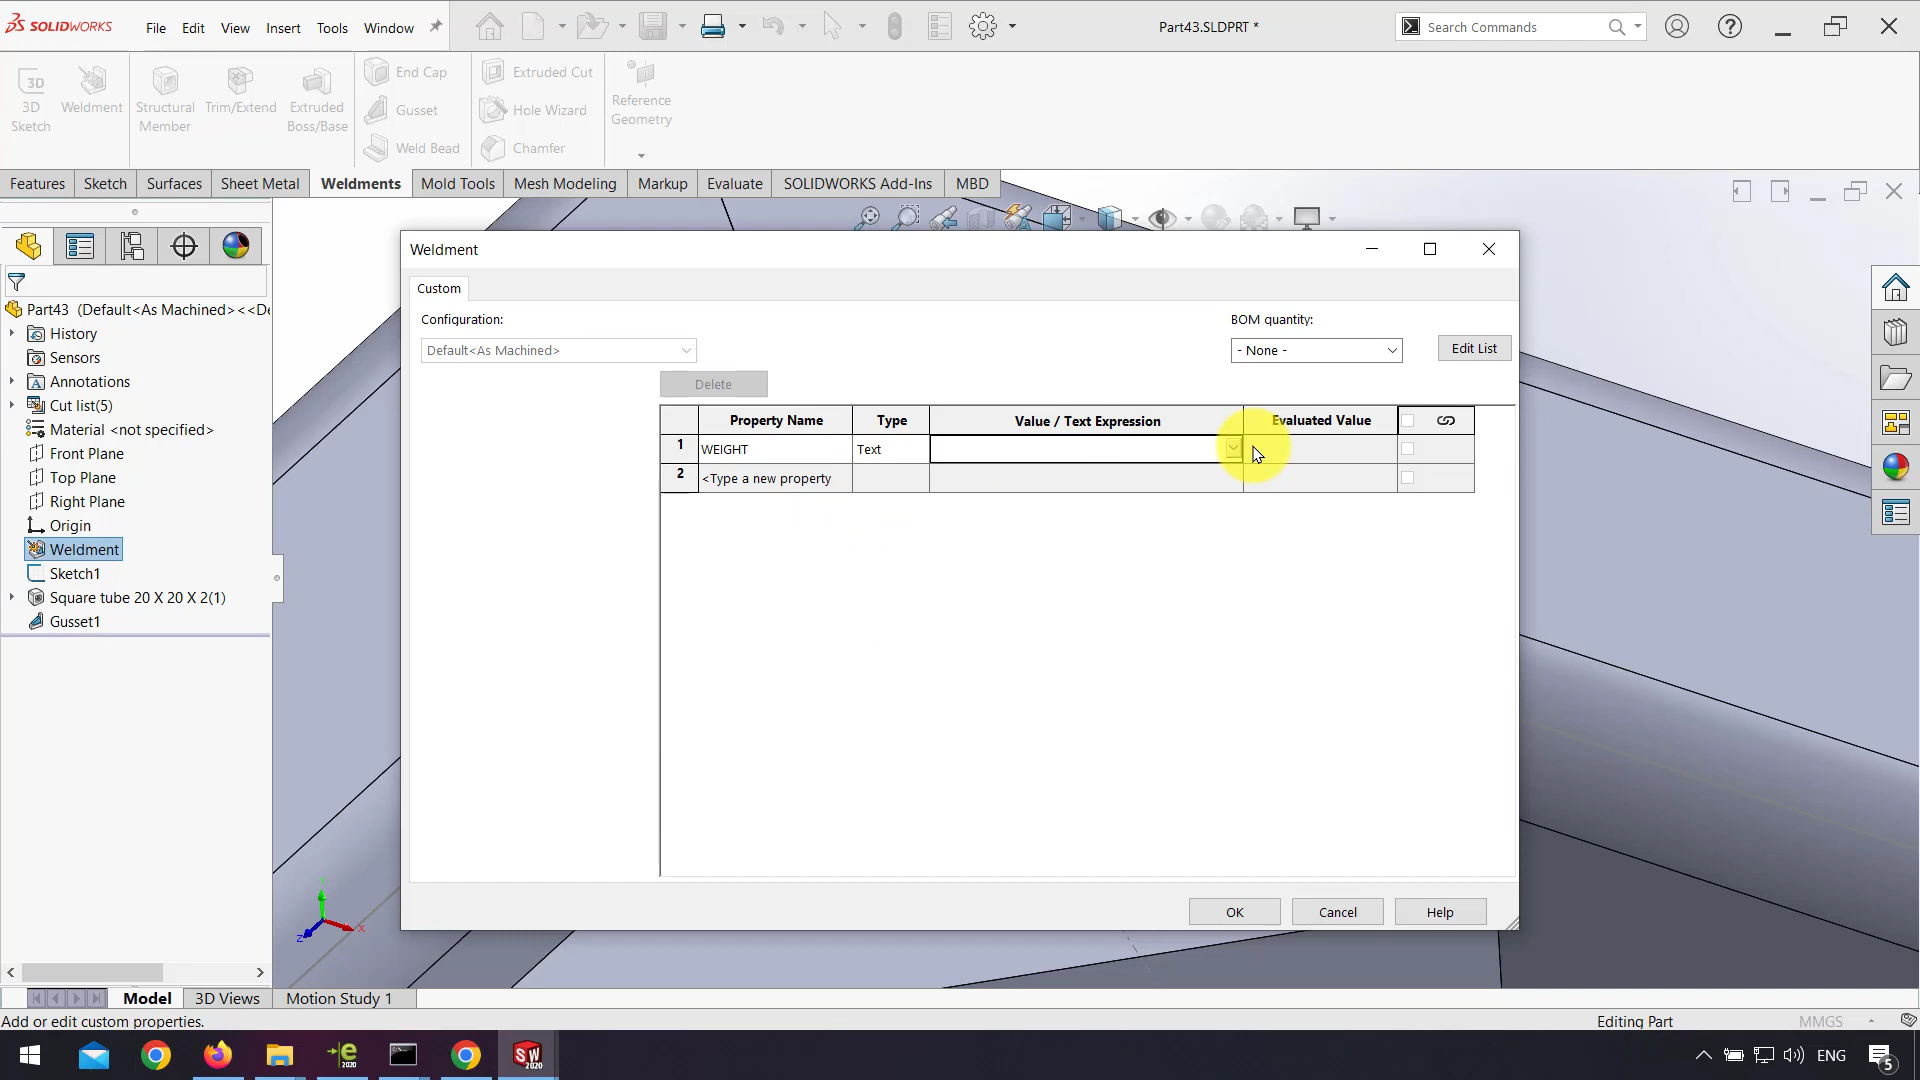 SOLIDWORKS
File Edit View Insert Tools Window
Part43.SLDPRT *
Search Commands
3D Sketch
Weldment
Structural Member
Trim/Extend
Extruded Boss/Base
End Cap
Gusset
Weld Bead
Extruded Cut
Hole Wizard
Chamfer
Reference Geometry
Features Sketch Surfaces Sheet Metal Weldments Mold Tools Mesh Modeling Markup Evaluate SOLIDWORKS Add-Ins MBD
Part43 (Default<As Machined><<De
History
Sensors
Annotations
Cut list(5)
Material <not specified>
Front Plane
Top Plane
Right Plane
Origin
Weldment
Sketch1
Square tube 20 X 20 X 2(1)
Gusset1
Weldment
Custom
Configuration:
BOM quantity:
Default<As Machined>
- None -
Edit List
Delete
Property Name Type Value / Text Expression Evaluated Value
1 WEIGHT Text
2 <Type a new property
OK Cancel Help
Y
X
Z
Model 3D Views Motion Study 1
Add or edit custom properties.
Editing Part
MMGS
2020
SW 2020
ENG
5